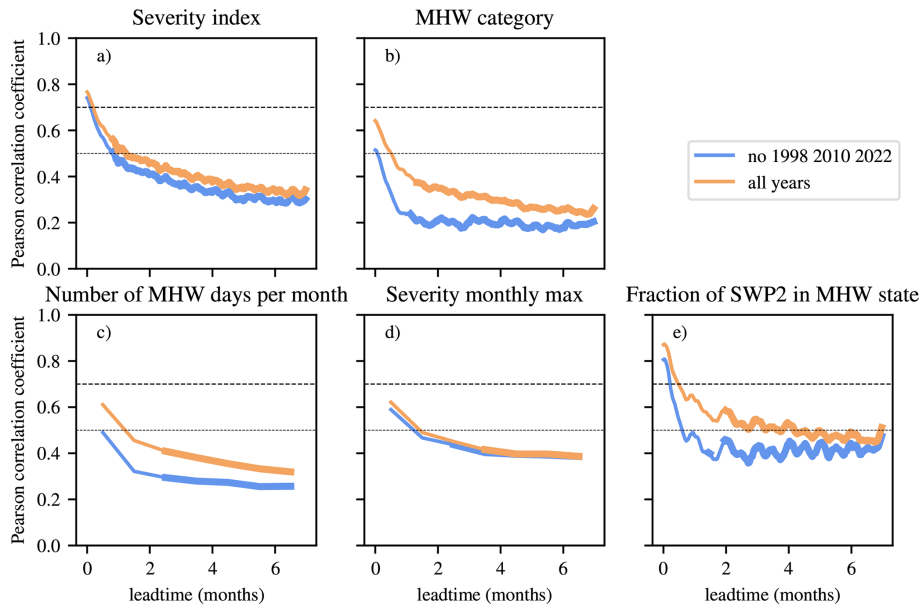 Severity index
MHW category
Pearson correlation coefficient
1.0
0.8
0.6
0.4
0.2
0.0
a)
b)
no 1998 2010 2022
all years
Number of MHW days per month
Severity monthly max
Fraction of SWP2 in MHW state
Pearson correlation coefficient
1.0
0.8
0.6
0.4
0.2
0.0
c)
d)
e)
0 2 4 6
0 2 4 6
0 2 4 6
leadtime (months)
leadtime (months)
leadtime (months)